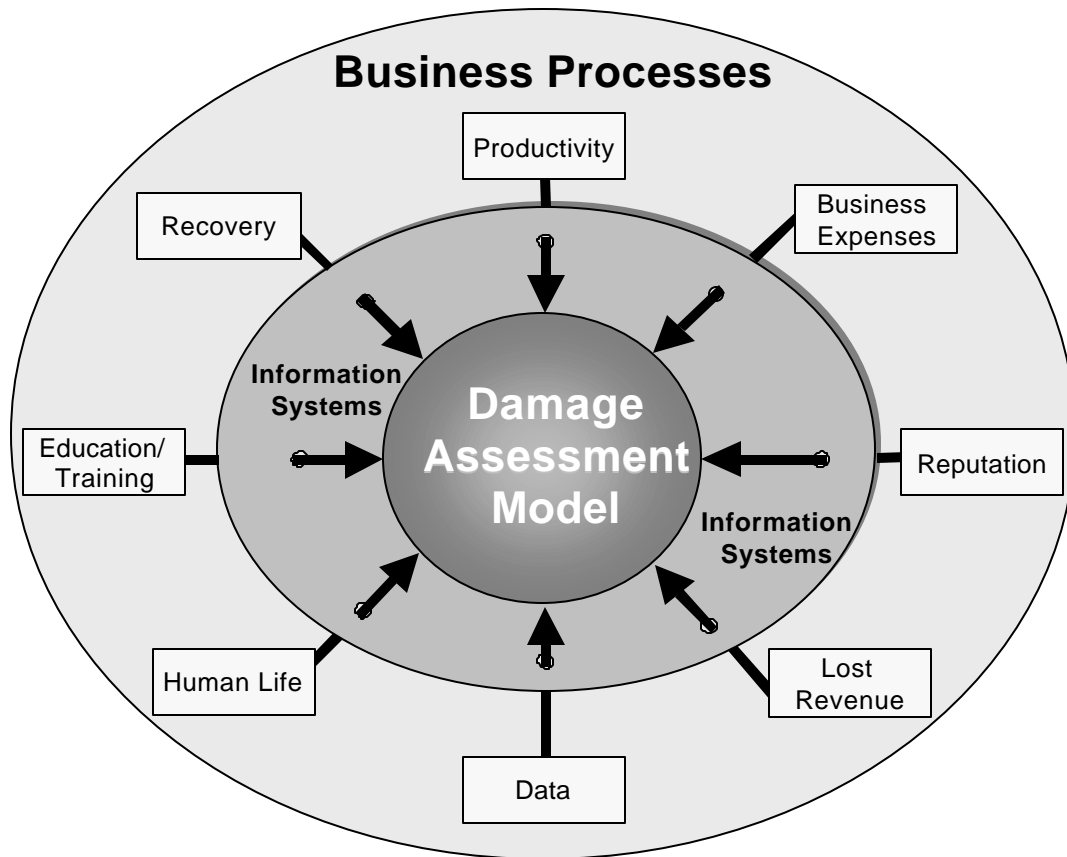 Business Processes
Productivity
Recovery
Business
Expenses
Information
Systems
Damage
Assessment
Model
Education/
Training
Reputation
Information
Systems
Human Life
Lost
Revenue
Data